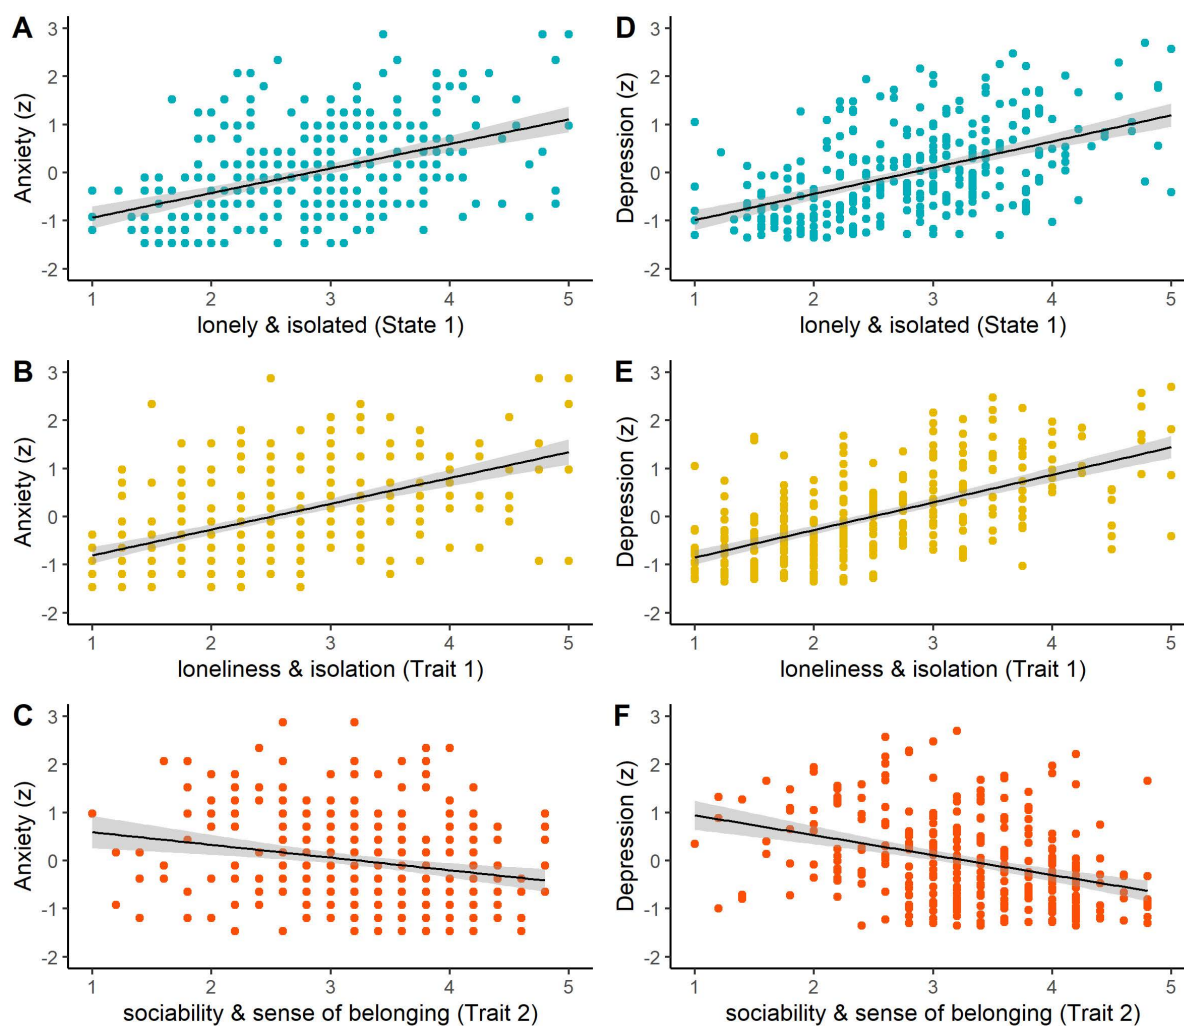 A
Anxiety (z)
3
2
1
0
-1
-2
1 2 3 4 5
lonely & isolated (State 1)
D
Depression (z)
3
2
1
0
-1
-2
1 2 3 4 5
lonely & isolated (State 1)
B
Anxiety (z)
3
2
1
0
-1
-2
1 2 3 4 5
loneliness & isolation (Trait 1)
E
Depression (z)
3
2
1
0
-1
-2
1 2 3 4 5
loneliness & isolation (Trait 1)
C
Anxiety (z)
3
2
1
0
-1
-2
1 2 3 4 5
sociability & sense of belonging (Trait 2)
F
Depression (z)
3
2
1
0
-1
-2
1 2 3 4 5
sociability & sense of belonging (Trait 2)